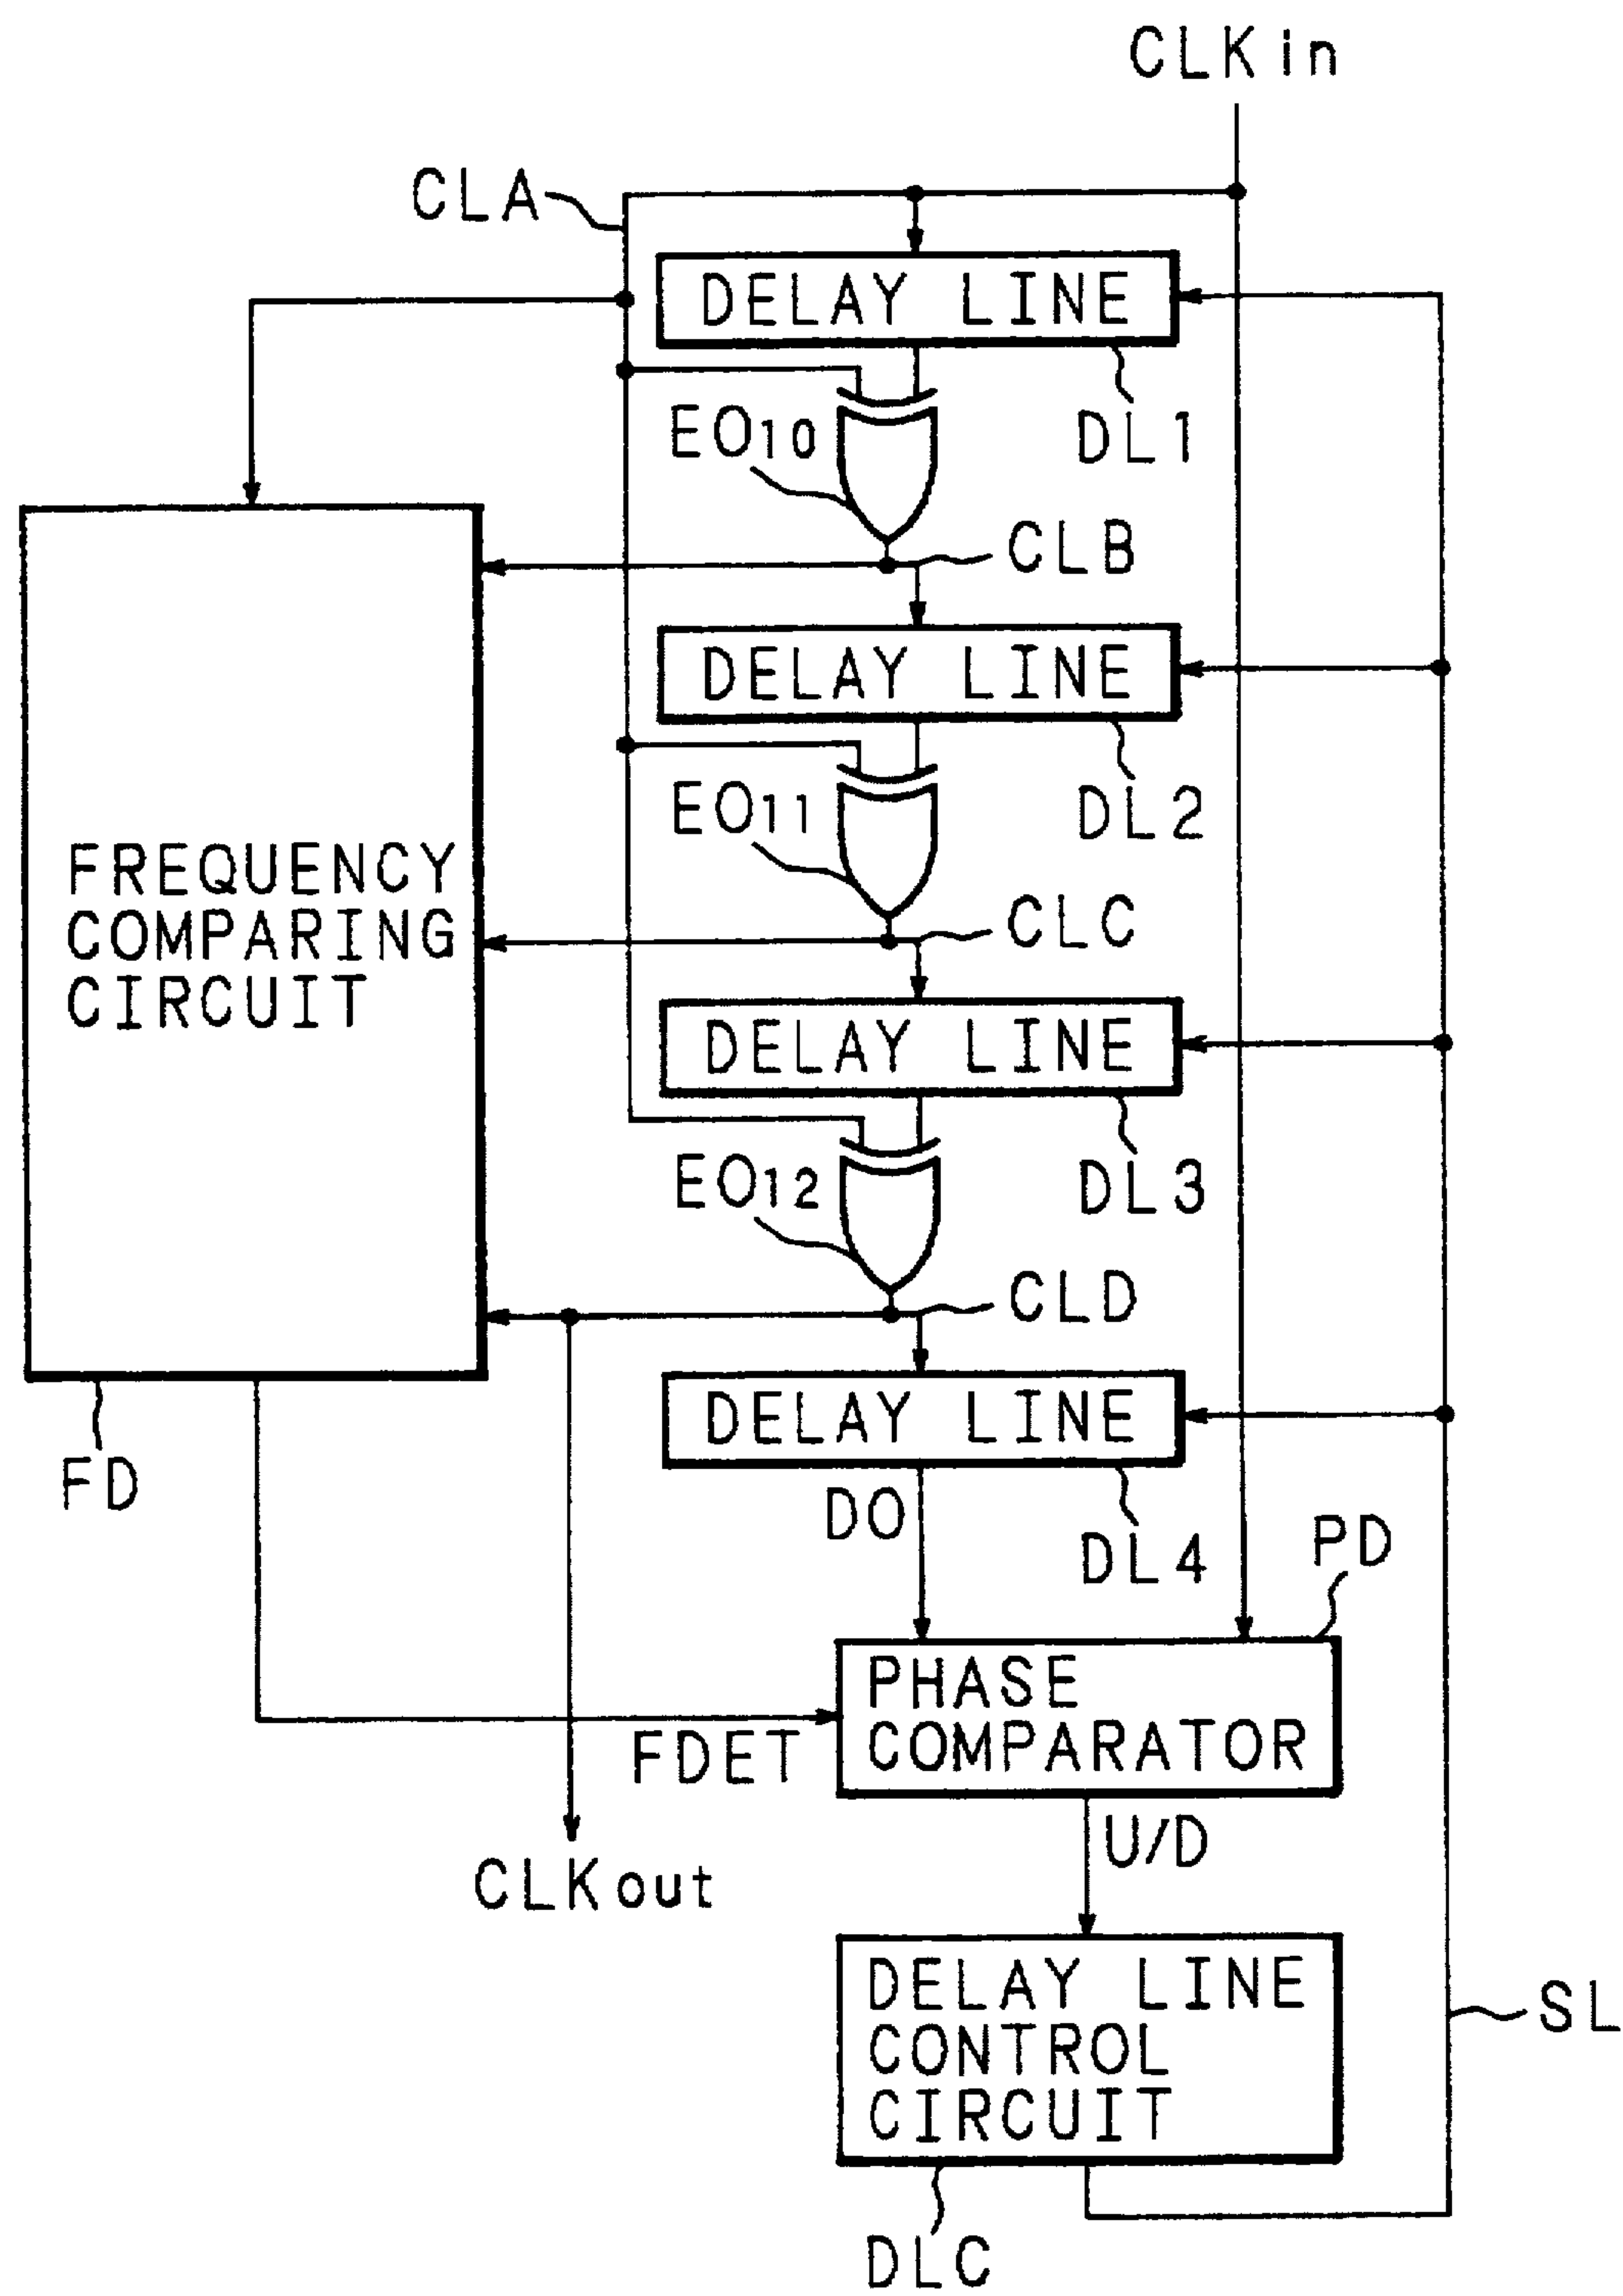 CLKin
CLA
DELAY LINE
EO10
DL1
CLB
DELAY LINE
EO11
DL2
FREQUENCY
COMPARING
CIRCUIT
CLC
DELAY LINE
EO12
DL3
CLD
DELAY LINE
FD
DO
DL4
PD
PHASE
COMPARATOR
FDET
U/D
CLKout
DELAY LINE
CONTROL
CIRCUIT
SL
DLC